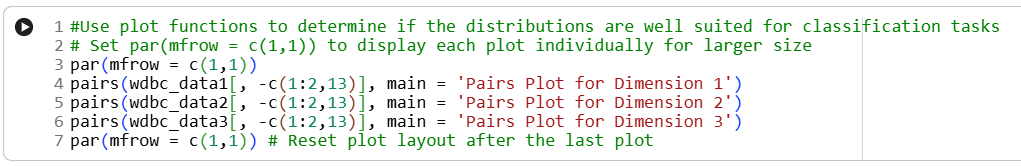 1 #Use plot functions to determine if the distributions are well suited for classification tasks
2 # Set par(mfrow = c(1,1)) to display each plot individually for larger size
3 par(mfrow = c(1,1))
4 pairs(wdbc_data1[, -c(1:2,13)], main = 'Pairs Plot for Dimension 1')
5 pairs(wdbc_data2[, -c(1:2,13)], main = 'Pairs Plot for Dimension 2')
6 pairs(wdbc_data3[, -c(1:2,13)], main = 'Pairs Plot for Dimension 3')
7 par(mfrow = c(1,1)) # Reset plot layout after the last plot